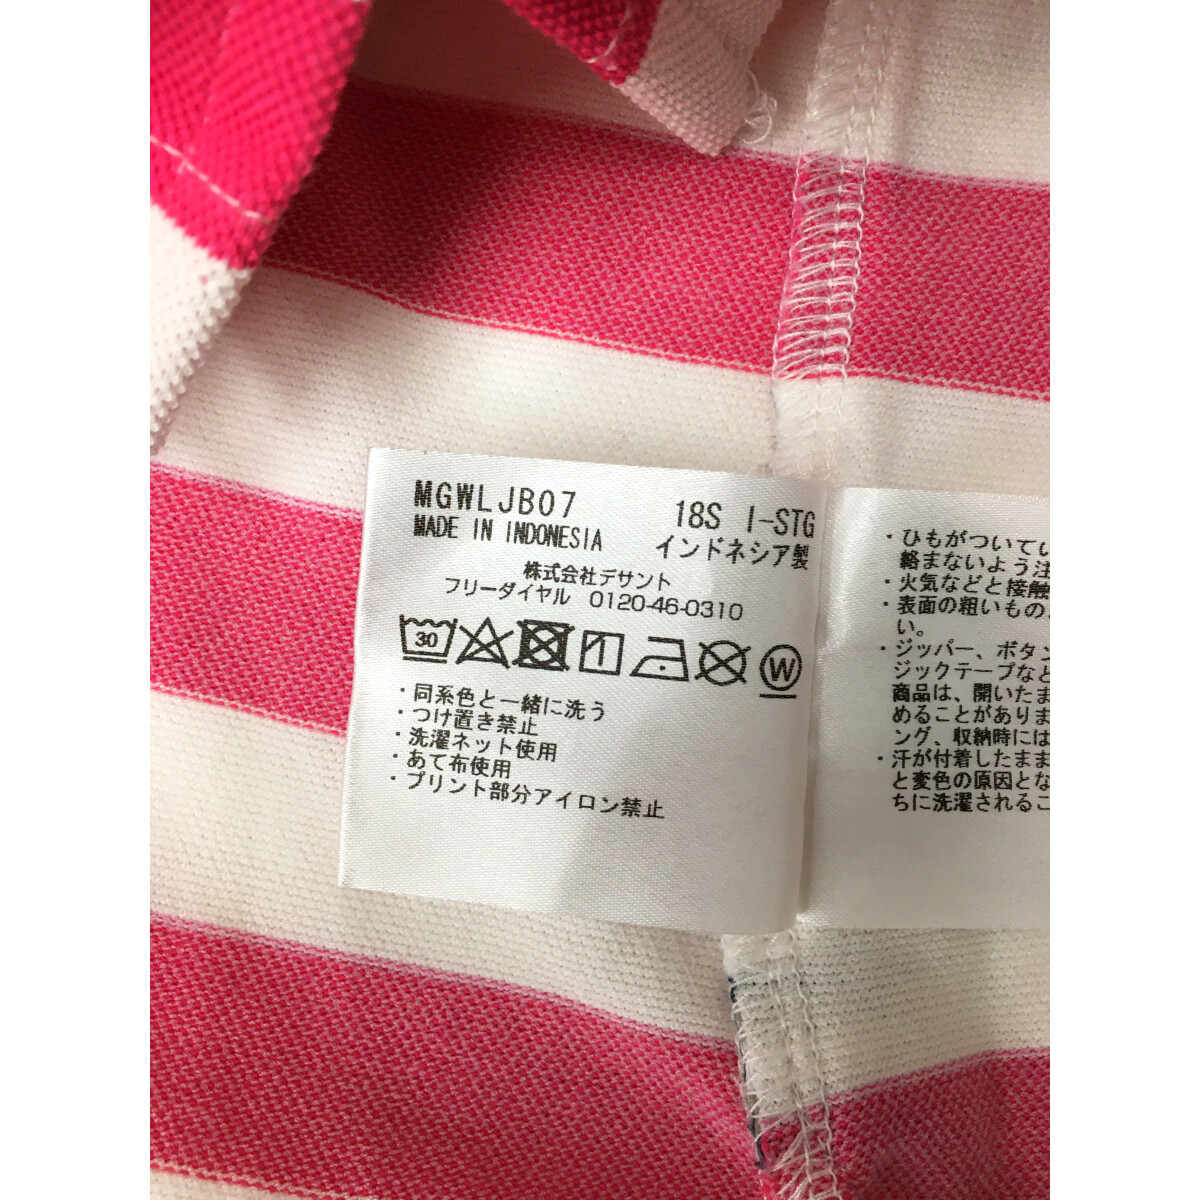 MGWLJB07 18S I-STG
MADE IN INDONESIA インドネシア製
株式会社デサント
フリーダイヤル 0120-46-0310
30
W
・同系色と一緒に洗う
・つけ置き禁止
・洗濯ネット使用
・あて布使用
・プリント部分アイロン禁止
・ひもがついてい
絡まないよう注
・火気などと接触
・表面の粗いもの
い。
・ジッパー、ボタン
ジックテープなど
商品は、開いたま
めることがありま
ング、収納時には
・汗が付着したまま
と変色の原因とな
ちに洗濯されるこ